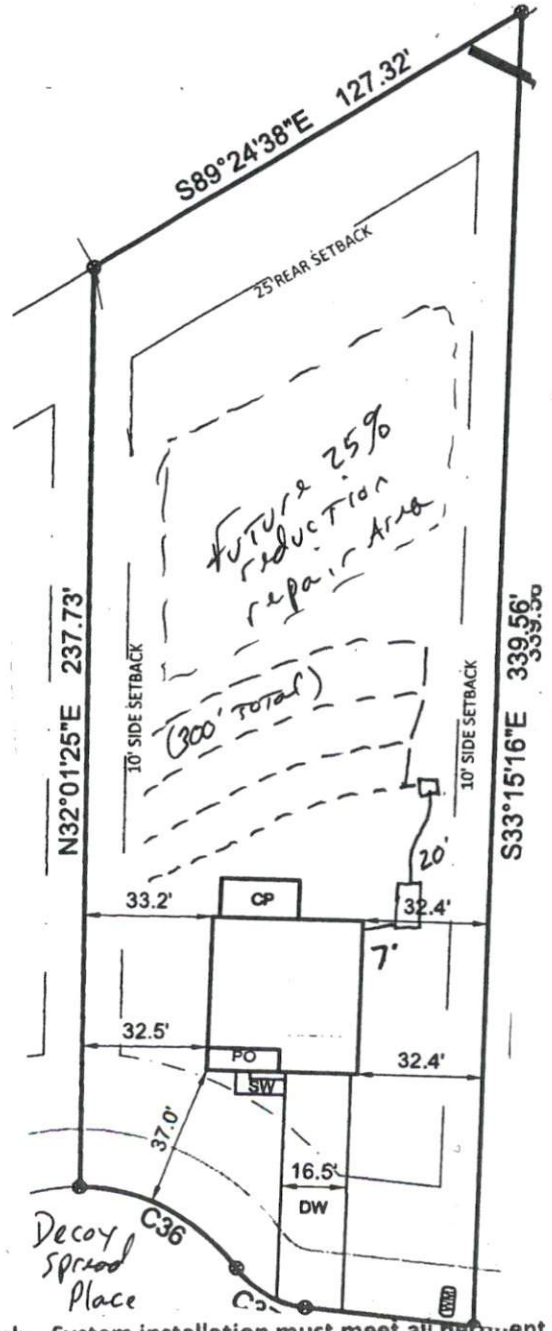 S89°24'38"E 127.32'
25'REAR SETBACK
Future 25%
reduction
repair Area
(300' total)
N32°01'25"E 237.73'
10' SIDE SETBACK
10' SIDE SETBACK
S33°15'16"E 339.56'
339.56
20'
CP
33.2'
32.4'
7'
32.5'
PO
32.4'
SW
37.0'
16.5'
DW
C36
Decoy
Spread
Place
WM
System installation must meet all